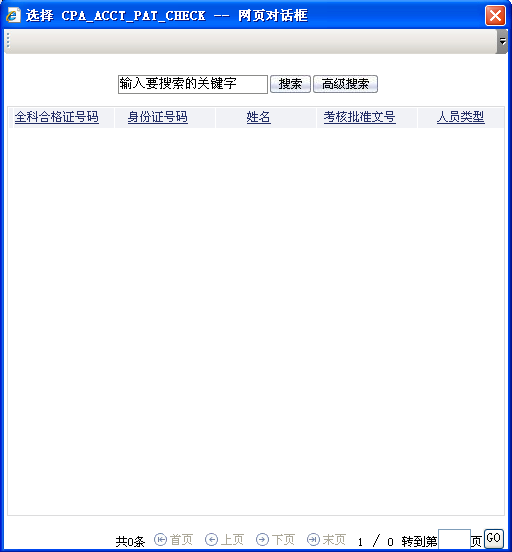 选择 CPA_ACCT_PAT_CHECK -- 网页对话框
输入要搜索的关键字 搜索 高级搜索
全科合格证号码 身份证号码 姓名 考核批准文号 人员类型
共0条 首页 上页 下页 末页 1 / 0 转到第 页 GO